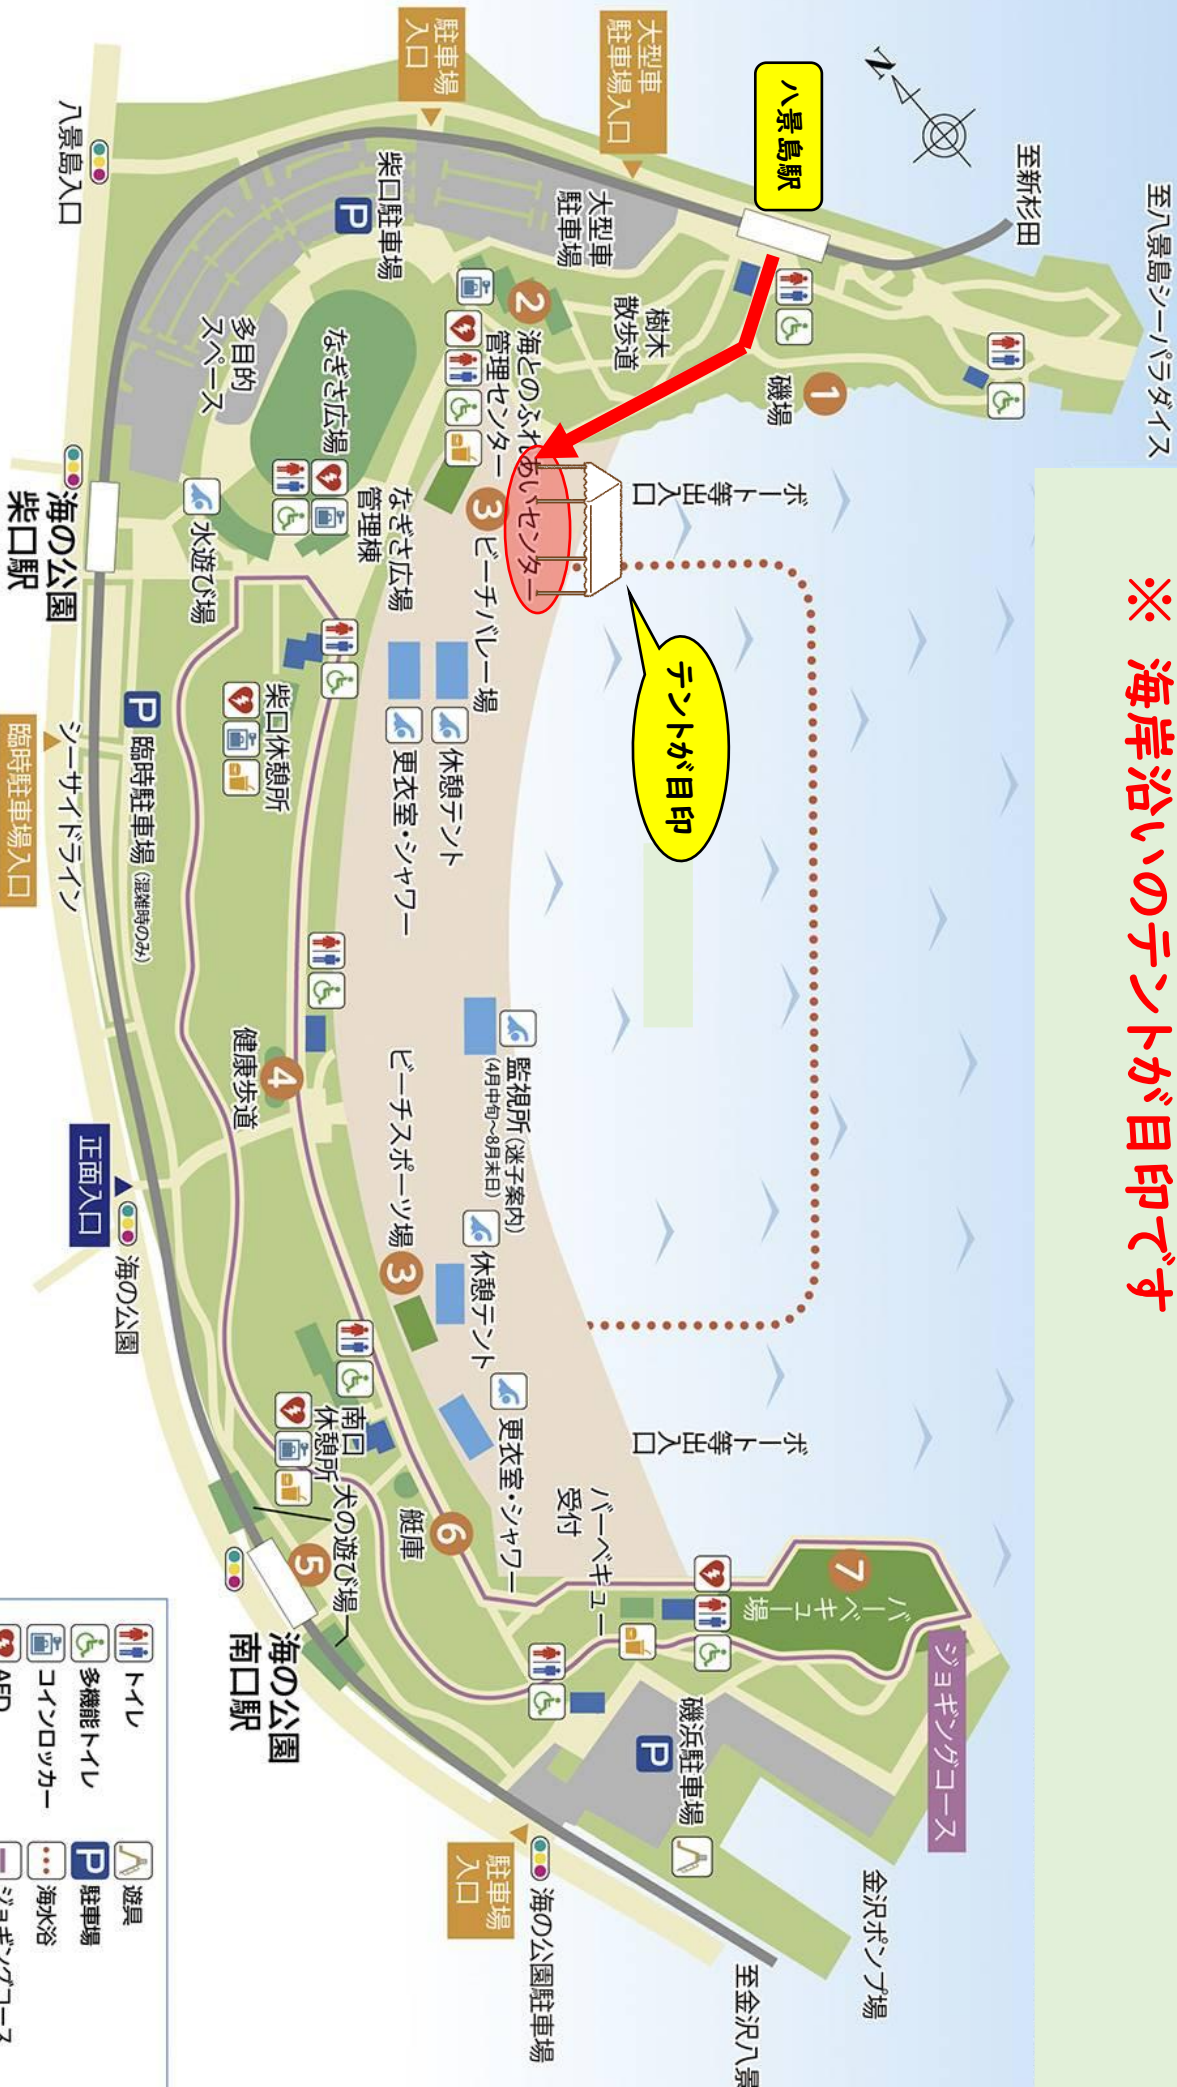 ※ 海岸沿いのテントが目印です
至八景島シーパラダイス
至新杉田
N
八景島駅
大型車
駐車場入口
駐車場
入口
八景島入口
柴口駐車場
P
大型車
駐車場
樹木
散歩道
磯場
1
2
海とのふれあいセンター
管理センター
ボート等出入口
テントが目印
多目的
スペース
なぎさ広場
なぎさ広場
管理棟
3
ビーチバレー場
水遊び場
海の公園
柴口駅
休憩テント
更衣室・シャワー
柴口休憩所
P
臨時駐車場(混雑時のみ)
シーサイドライン
臨時駐車場入口
監視所(迷子案内)
(4月中旬~8月末日)
ビーチスポーツ場
3
健康歩道
4
正面入口
海の公園
休憩テント
更衣室・シャワー
ボート等出入口
南口
休憩所
犬の遊び場
5
艇庫
6
バーベキュー
受付
7
バーベキュー場
ジョギングコース
海の公園
南口駅
磯浜駐車場
P
金沢ポンプ場
駐車場
入口
海の公園駐車場
至金沢八景
トイレ
多機能トイレ
コインロッカー
AED
遊具
P
駐車場
海水浴
ジョギングコース